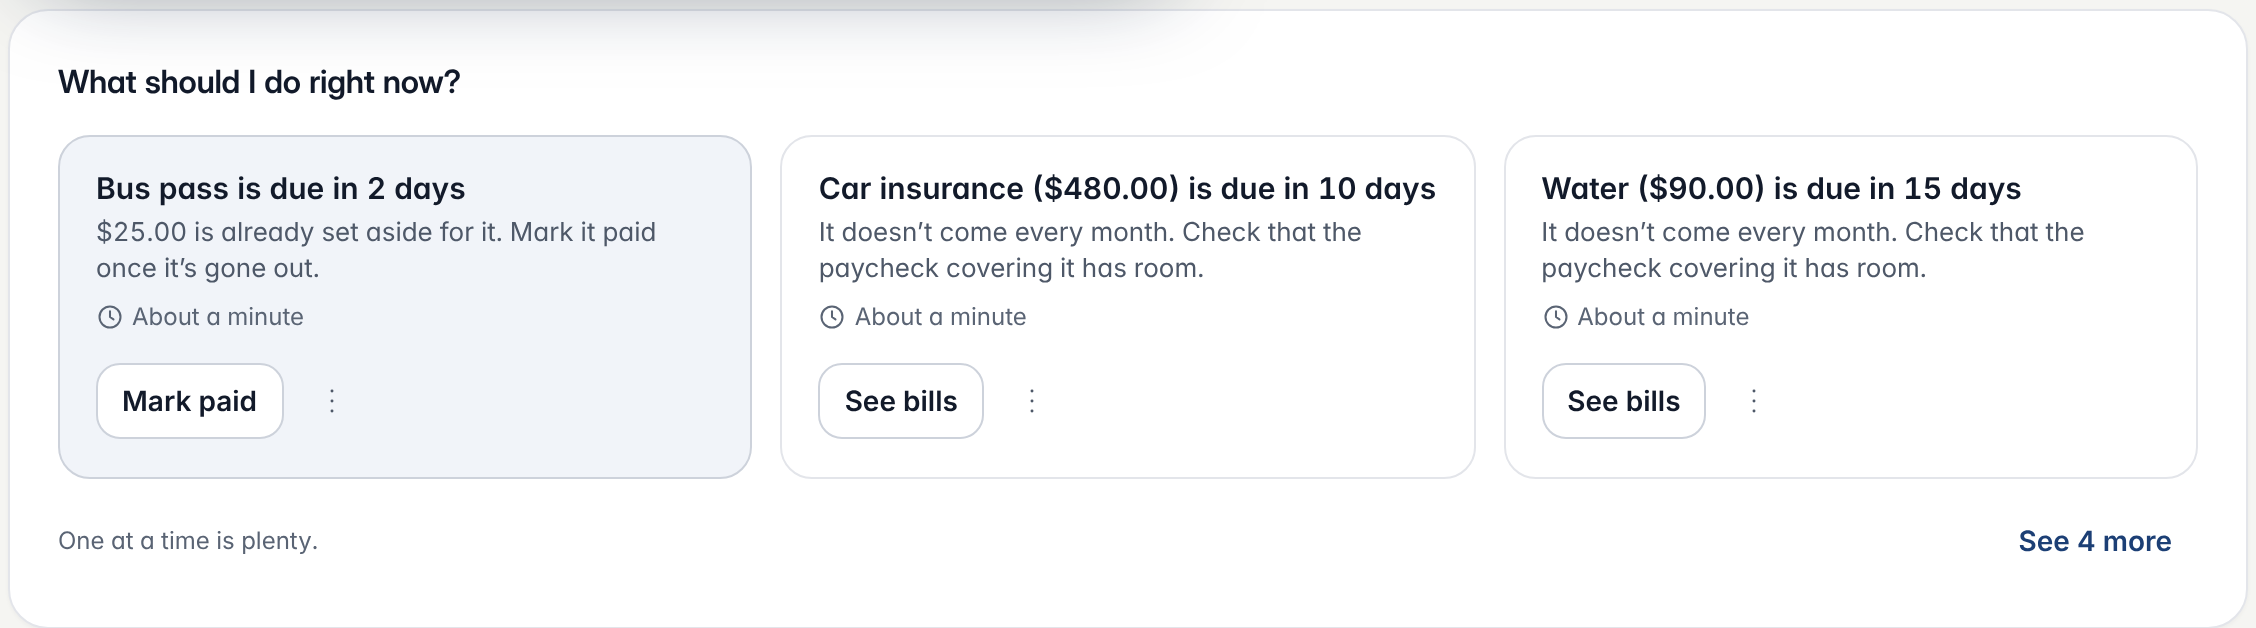 What should I do right now?
Bus pass is due in 2 days
$25.00 is already set aside for it. Mark it paid
once it’s gone out.
About a minute
Mark paid
Car insurance ($480.00) is due in 10 days
It doesn’t come every month. Check that the
paycheck covering it has room.
About a minute
See bills
Water ($90.00) is due in 15 days
It doesn’t come every month. Check that the
paycheck covering it has room.
About a minute
See bills
One at a time is plenty.
See 4 more